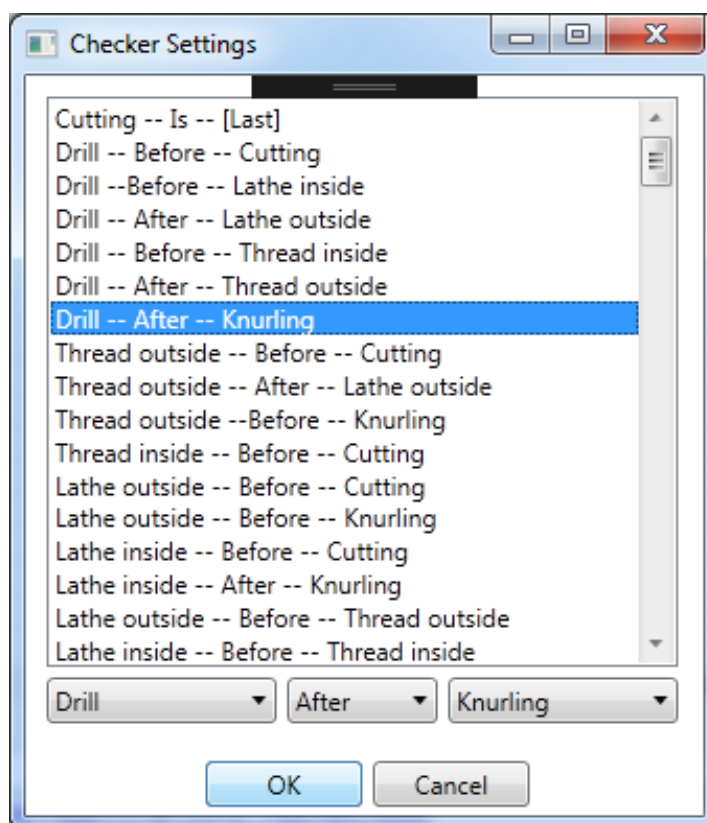 Checker Settings
Cutting -- Is -- [Last]
Drill -- Before -- Cutting
Drill --Before -- Lathe inside
Drill -- After -- Lathe outside
Drill -- Before -- Thread inside
Drill -- After -- Thread outside
Drill -- After -- Knurling
Thread outside -- Before -- Cutting
Thread outside -- After -- Lathe outside
Thread outside --Before -- Knurling
Thread inside -- Before -- Cutting
Lathe outside -- Before -- Cutting
Lathe outside -- Before -- Knurling
Lathe inside -- Before -- Cutting
Lathe inside -- After -- Knurling
Lathe outside -- Before -- Thread outside
Lathe inside -- Before -- Thread inside
Drill After Knurling
OK Cancel